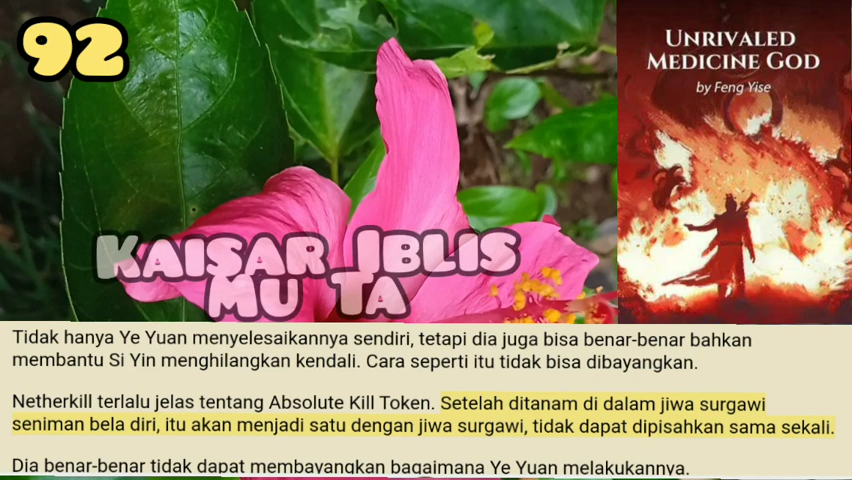 92
UNRIVALED
MEDICINE GOD
by Feng Yise
KAISAR IBLIS
MU TA
Tidak hanya Ye Yuan menyelesaikannya sendiri, tetapi dia juga bisa benar-benar bahkan
membantu Si Yin menghilangkan kendali. Cara seperti itu tidak bisa dibayangkan.
Netherkill terlalu jelas tentang Absolute Kill Token. Setelah ditanam di dalam jiwa surgawi
seniman bela diri, itu akan menjadi satu dengan jiwa surgawi, tidak dapat dipisahkan sama sekali.
Dia benar-benar tidak dapat membayangkan bagaimana Ye Yuan melakukannya.